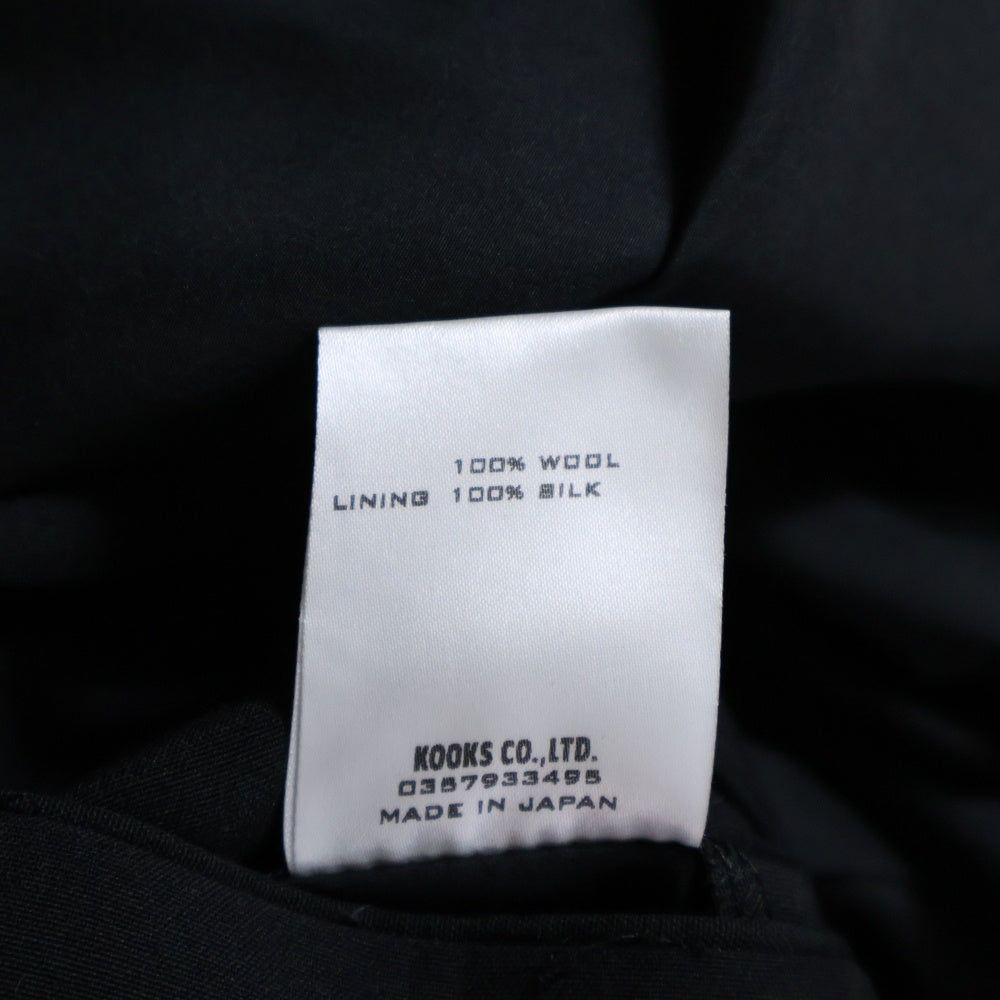 100% WOOL
LINING 100% SILK
KOOKS CO.,LTD.
0357933495
MADE IN JAPAN